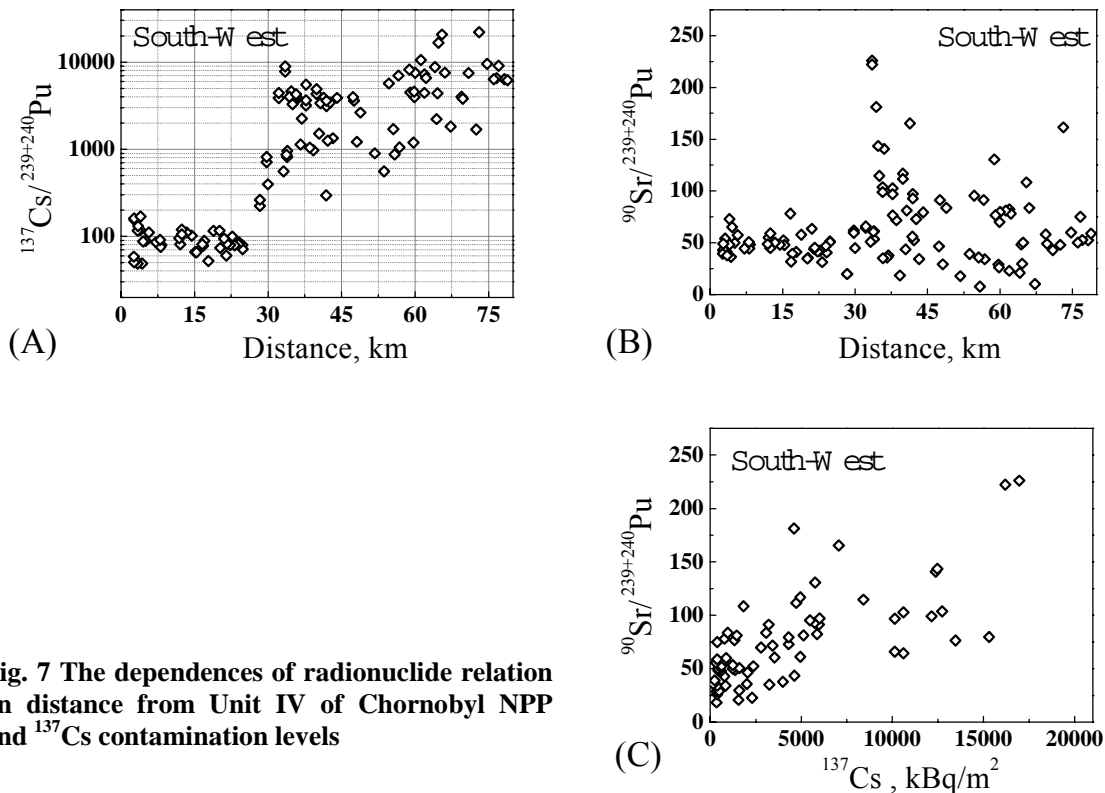 South-West
¹³⁷Cs/²³⁹⁺²⁴⁰Pu
10000
1000
100
0 15 30 45 60 75
Distance, km
(A)
South-West
⁹⁰Sr/²³⁹⁺²⁴⁰Pu
250
200
150
100
50
0
0 15 30 45 60 75
Distance, km
(B)
South-West
⁹⁰Sr/²³⁹⁺²⁴⁰Pu
250
200
150
100
50
0
0 5000 10000 15000 20000
¹³⁷Cs , kBq/m²
(C)
ig. 7 The dependences of radionuclide relation
n distance from Unit IV of Chornobyl NPP
nd ¹³⁷Cs contamination levels